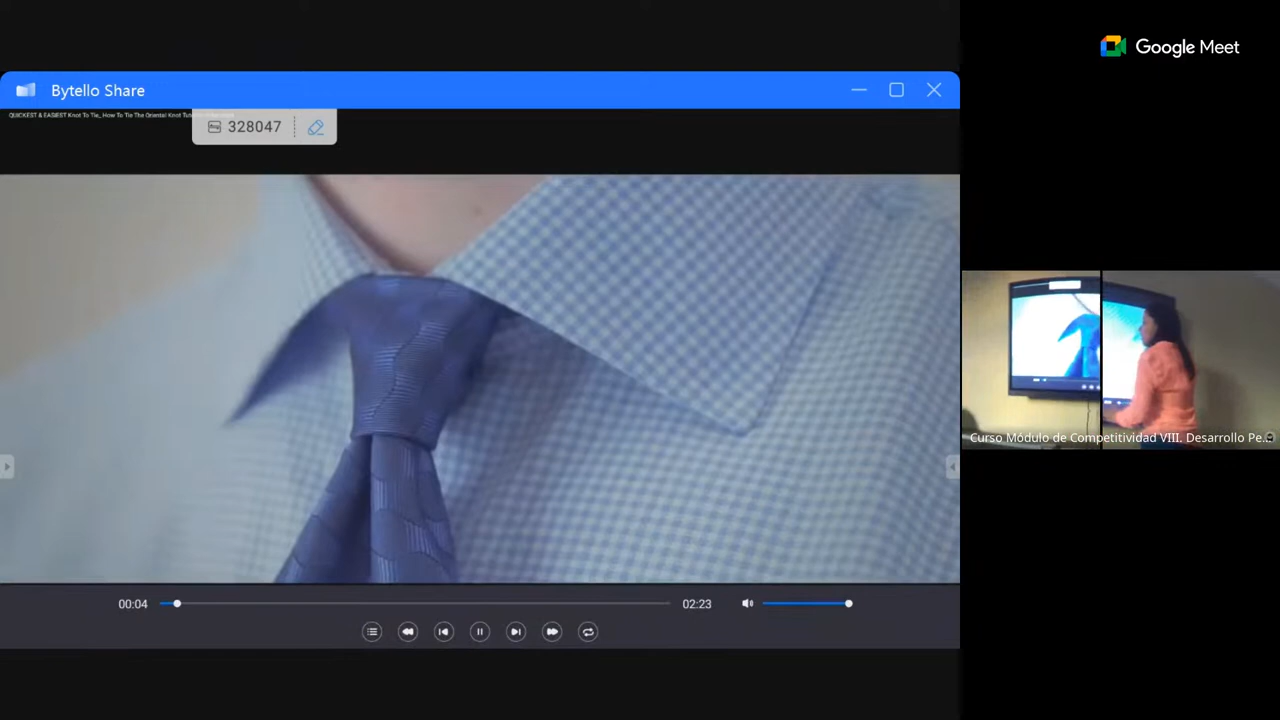 Google Meet
Bytello Share
QUICKEST & EASIEST Knot To Tie_ How To Tie The Oriental Knot
328047
Curso Módulo de Competitividad VIII. Desarrollo Pe...
00:04
02:23